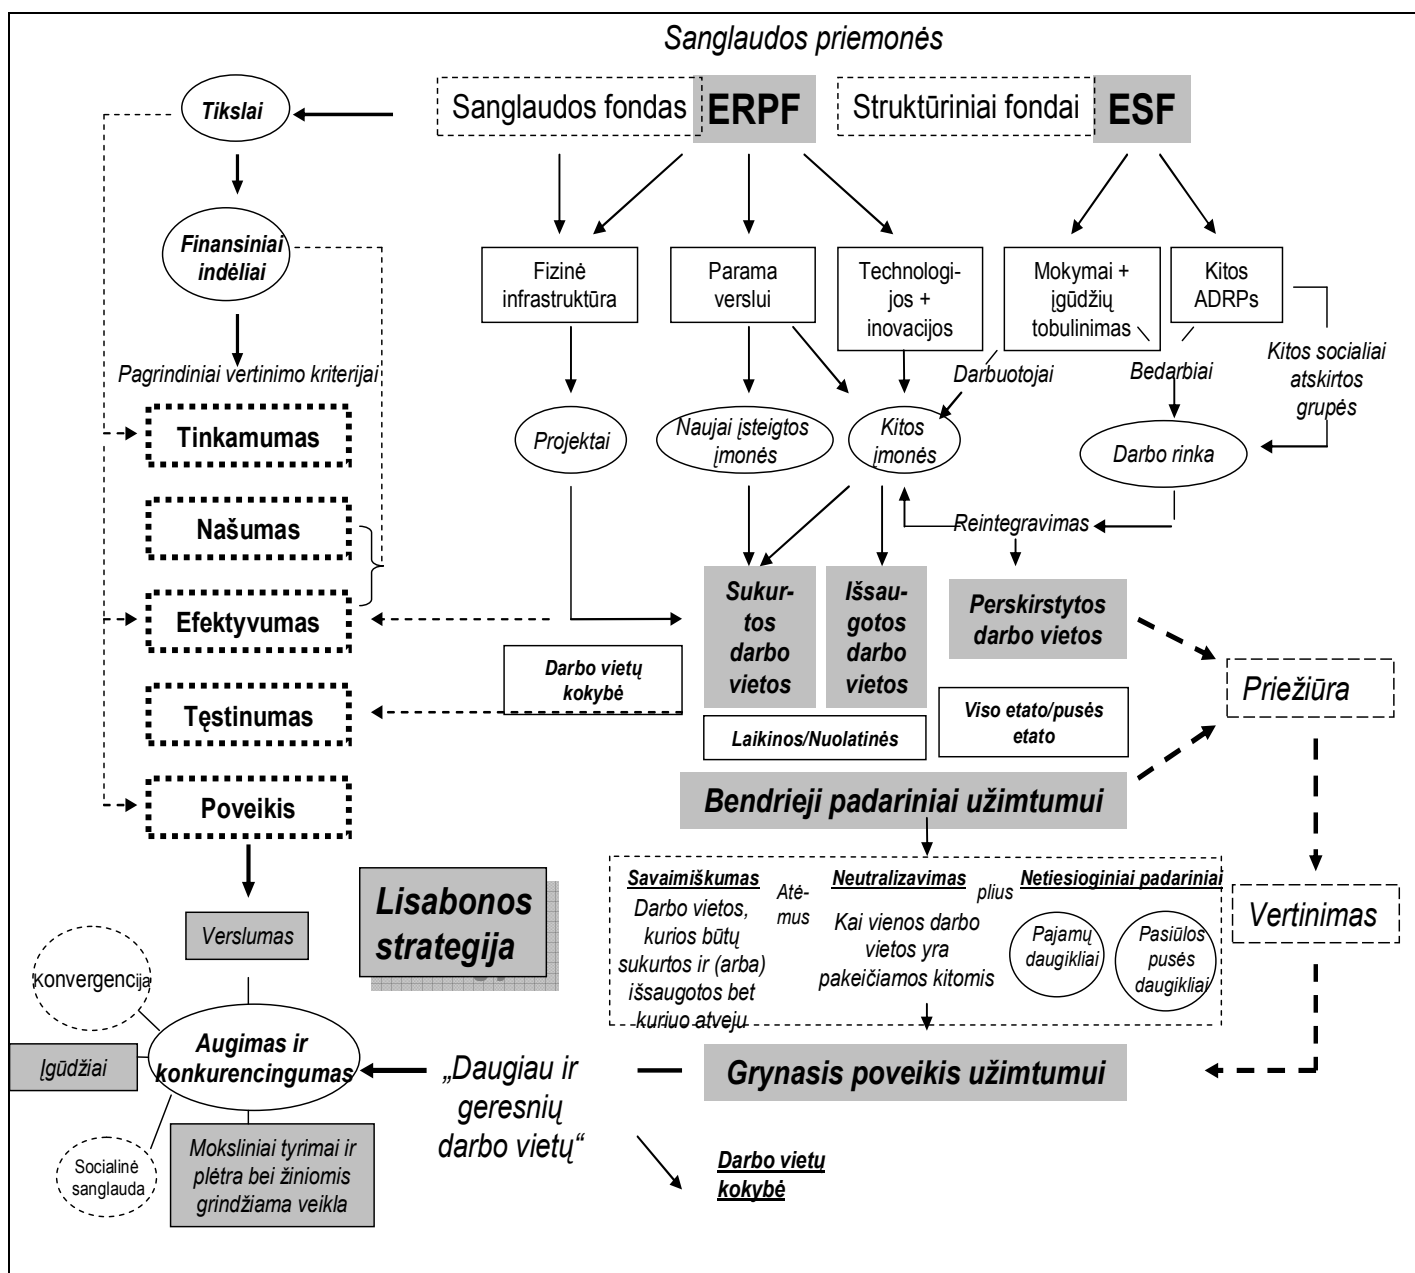 Sanglaudos priemonės
Tikslai
Sanglaudos fondas
ERPF
Struktūriniai fondai
ESF
Finansiniai
indėliai
Fizinė
infrastruktūra
Parama
verslui
Technologi-
jos +
inovacijos
Mokymai +
įgūdžių
tobulinimas
Kitos
ADRPs
Pagrindiniai vertinimo kriterijai
Darbuotojai
Bedarbiai
Kitos socialiai
atskirtos
grupės
Tinkamumas
Projektai
Naujai įsteigtos
įmonės
Kitos
įmonės
Darbo rinka
Našumas
Reintegravimas
Efektyvumas
Sukur-
tos
darbo
vietos
Išsau-
gotos
darbo
vietos
Perskirstytos
darbo vietos
Darbo vietų
kokybė
Priežiūra
Tęstinumas
Laikinos/Nuolatinės
Viso etato/pusės
etato
Poveikis
Bendrieji padariniai užimtumui
Lisabonos
strategija
Savaimiškumas
Darbo vietos,
kurios būtų
sukurtos ir (arba)
išsaugotos bet
kuriuo atveju
Atė-
mus
Neutralizavimas
Kai vienos darbo
vietos yra
pakeičiamos kitomis
plius
Netiesioginiai padariniai
Pajamų
daugikliai
Pasiūlos
pusės
daugikliai
Vertinimas
Verslumas
Konvergencija
Augimas ir
konkurencingumas
Įgūdžiai
„Daugiau ir
geresnių
darbo vietų“
Grynasis poveikis užimtumui
Socialinė
sanglauda
Moksliniai tyrimai ir
plėtra bei žiniomis
grindžiama veikla
Darbo vietų
kokybė